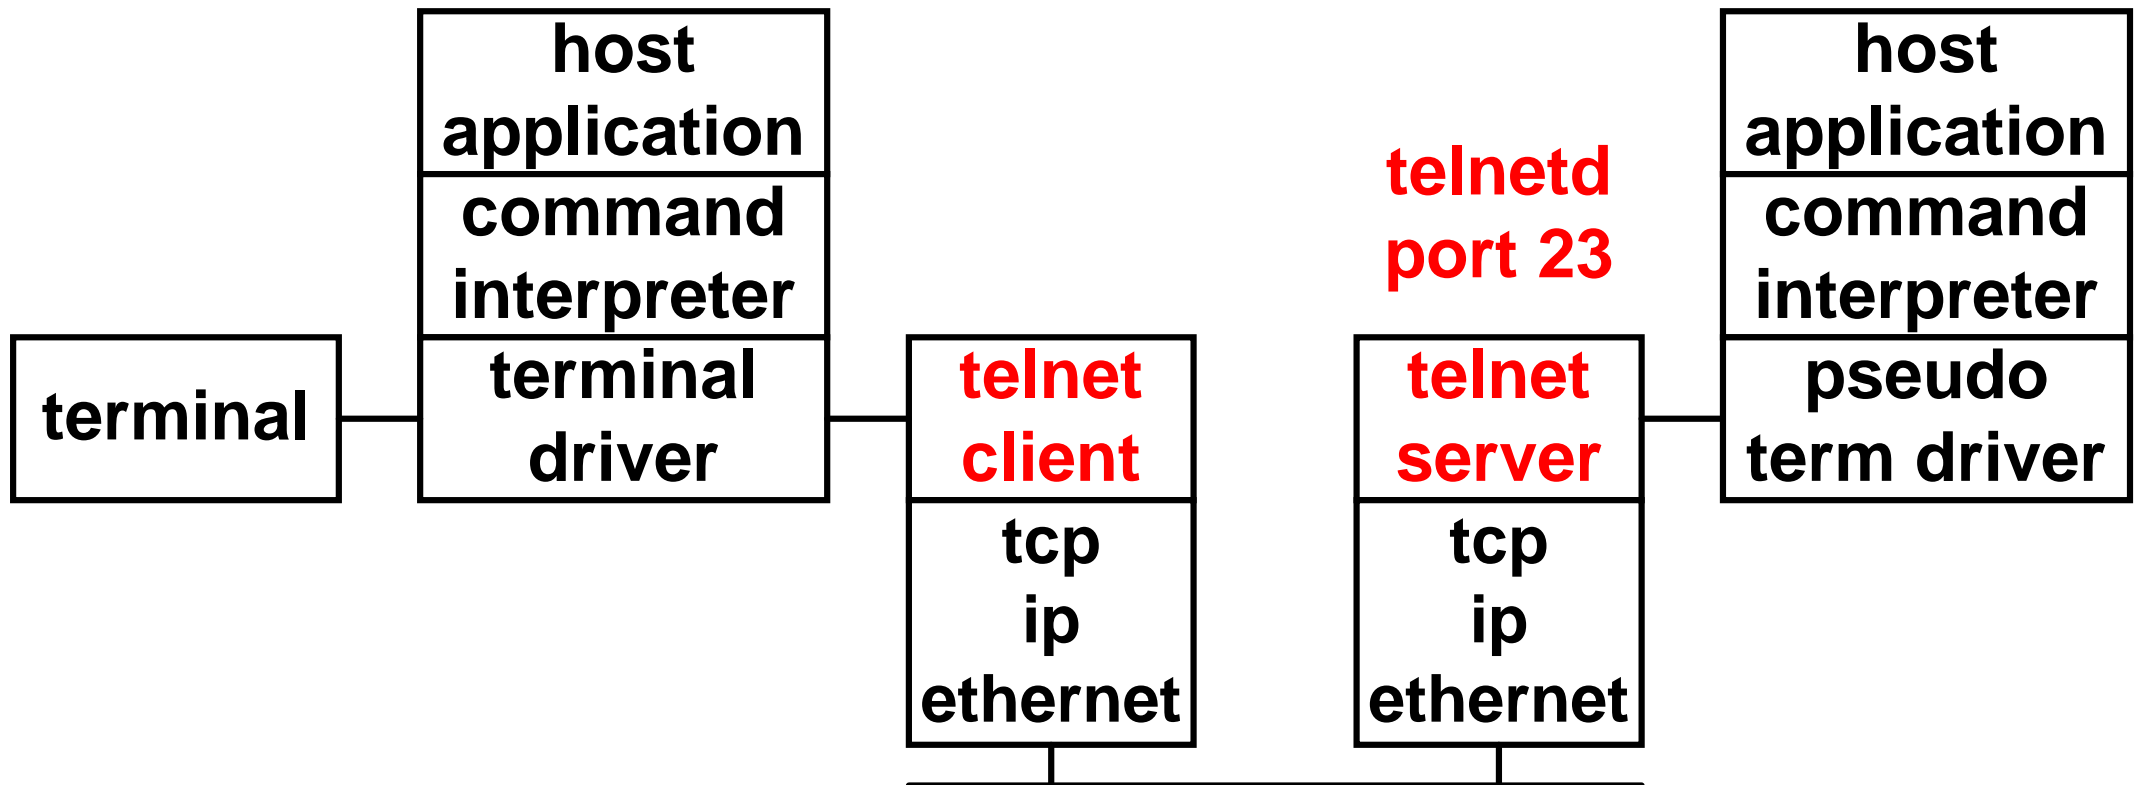 host
application
command
interpreter
terminal
driver
terminal
telnet
client
tcp
ip
ethernet
telnetd
port 23
telnet
server
tcp
ip
ethernet
host
application
command
interpreter
pseudo
term driver